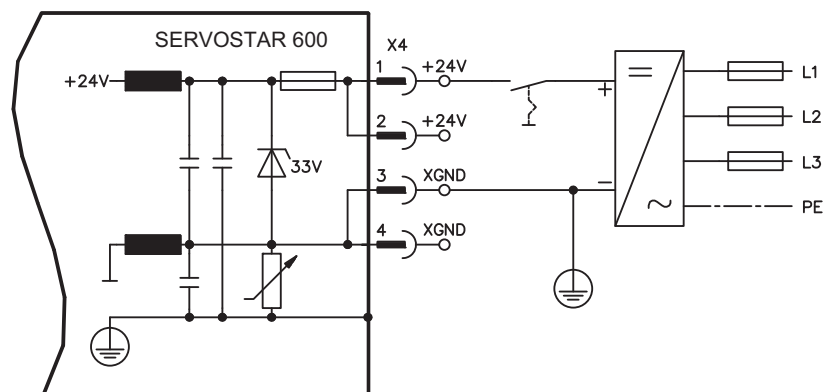 SERVOSTAR 600
X4
+24V
1 +24V
2 +24V
33V
3 XGND
4 XGND
+
−
L1
L2
L3
PE